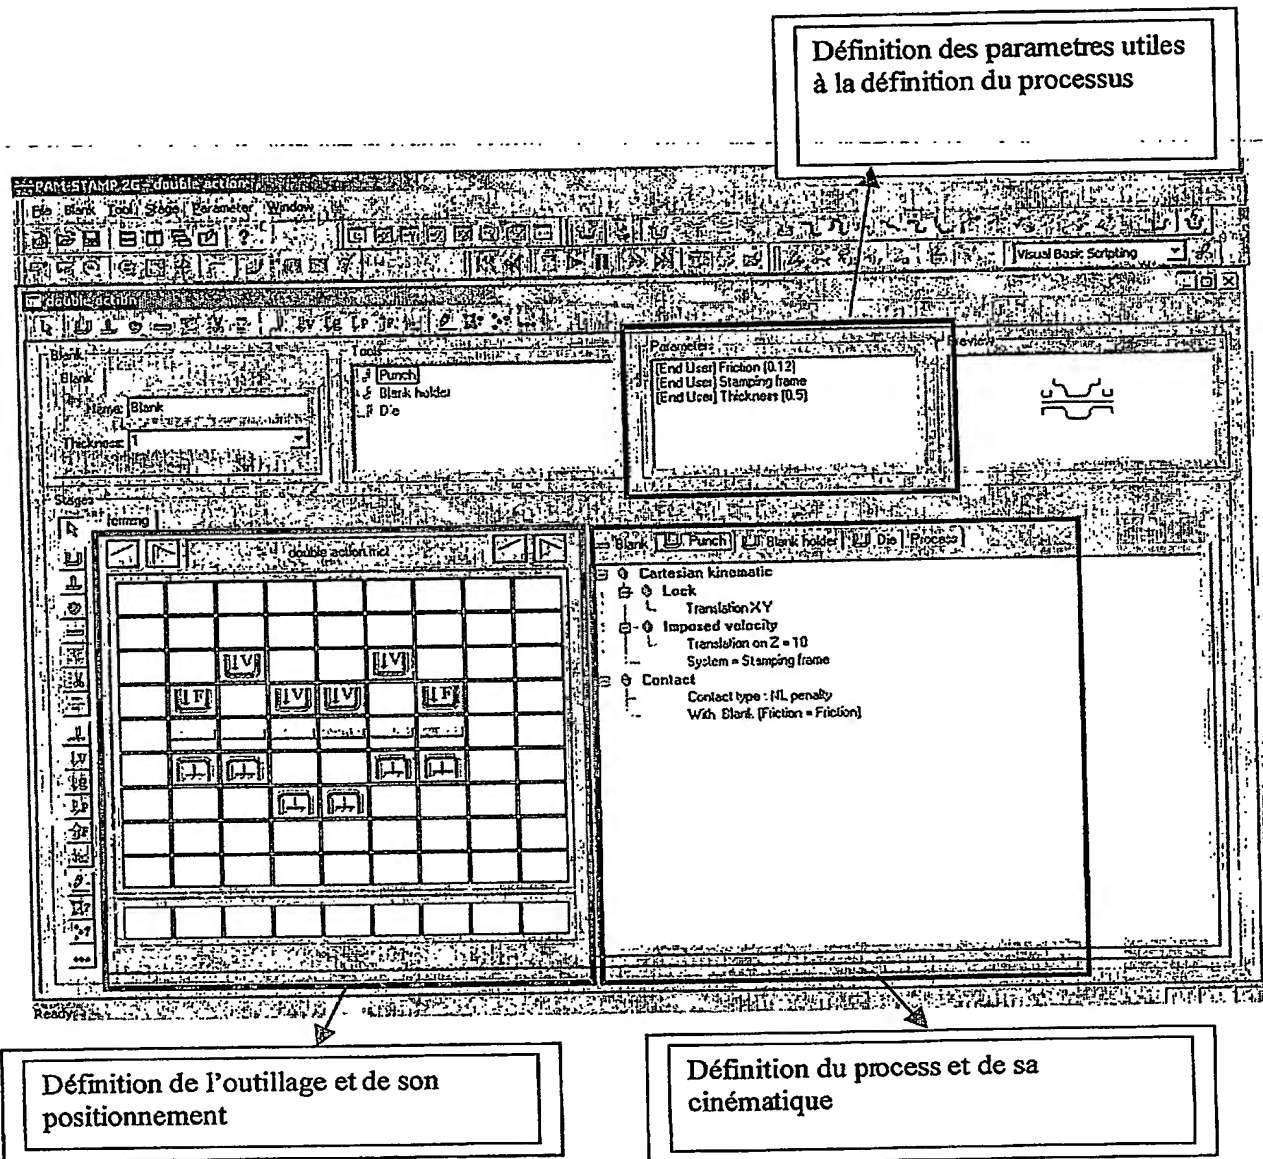 Définition des parametres utiles
à la définition du processus
PAM-STAMP 2G - double action
File Blank Tool Stage Parameter Window
Visual Basic Scripting
double action
Blank
Tools
Parameters
Preview
Blank
Name: Blank
Thickness: 1
Punch
Blank holder
Die
[End User] Friction (0.12)
[End User] Stamping frame
[End User] Thickness (0.5)
Stages
forming
double action.mcl
Blank Punch Blank holder Die Process
Cartesian kinematic
Lock
Translation XY
Imposed velocity
Translation on Z = 10
System = Stamping frame
Contact
Contact type : NL penalty
With Blank. [Friction = Friction]
V V
F V V F
Ready
Définition de l'outillage et de son
positionnement
Définition du process et de sa
cinématique